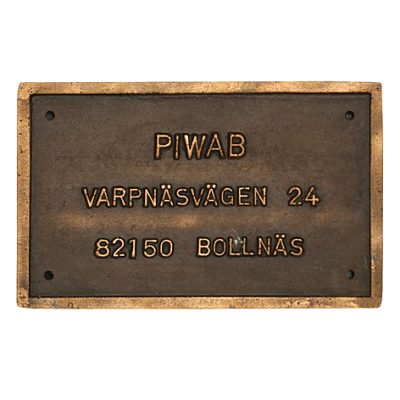 PIWAB
VARPNÄSVÄGEN 24
82150 BOLLNÄS